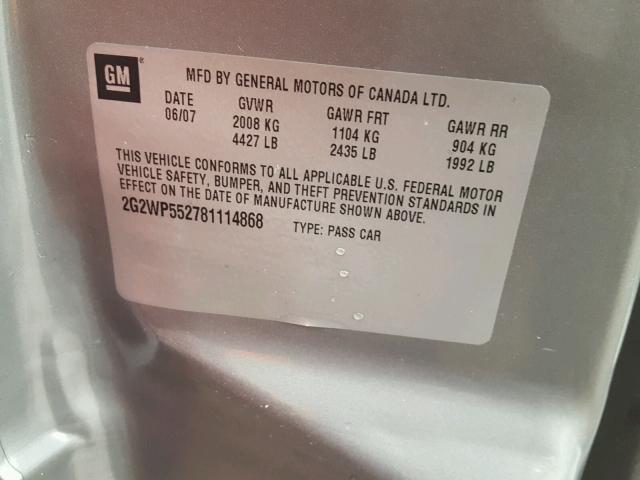 GM ®
MFD BY GENERAL MOTORS OF CANADA LTD.
DATE GVWR GAWR FRT GAWR RR
06/07 2008 KG 1104 KG 904 KG
4427 LB 2435 LB 1992 LB
THIS VEHICLE CONFORMS TO ALL APPLICABLE U.S. FEDERAL MOTOR
VEHICLE SAFETY, BUMPER, AND THEFT PREVENTION STANDARDS IN
EFFECT ON THE DATE OF MANUFACTURE SHOWN ABOVE.
2G2WP552781114868 TYPE: PASS CAR